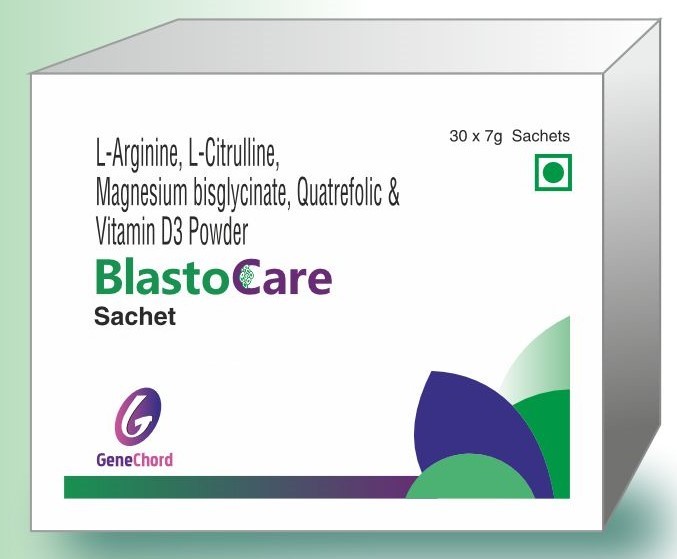 30 x 7g Sachets
L-Arginine, L-Citrulline,
Magnesium bisglycinate, Quatrefolic &
Vitamin D3 Powder
BlastoCare
Sachet
GeneChord